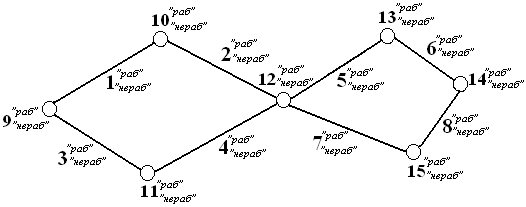 10 "раб" "нераб"
13 "раб" "нераб"
2 "раб" "нераб"
6 "раб" "нераб"
1 "раб" "нераб"
12 "раб" "нераб"
5 "раб" "нераб"
14 "раб" "нераб"
9 "раб" "нераб"
8 "раб" "нераб"
3 "раб" "нераб"
4 "раб" "нераб"
7 "раб" "нераб"
11 "раб" "нераб"
15 "раб" "нераб"